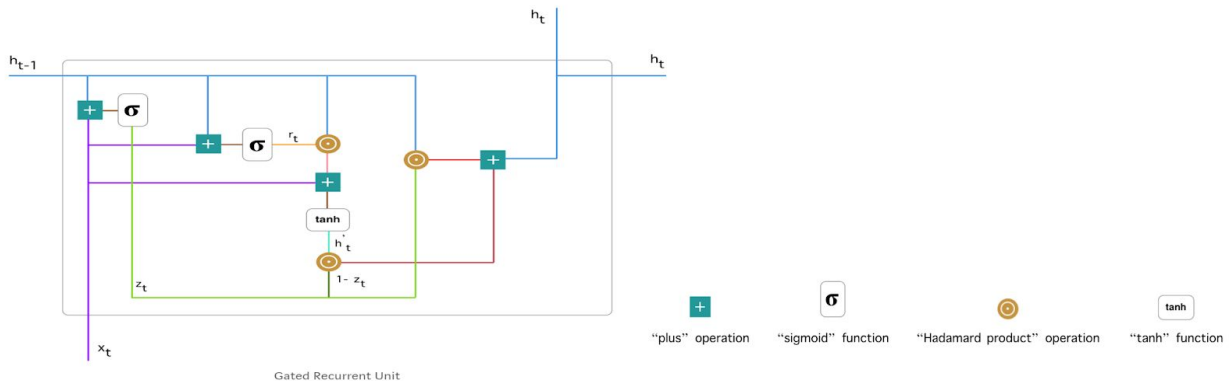 h_t
h_{t-1}
h_t
+
σ
+
σ
r_t
+
+
tanh
h'_t
1- z_t
z_t
x_t
Gated Recurrent Unit
+
σ
tanh
“plus” operation
“sigmoid” function
“Hadamard product” operation
“tanh” function